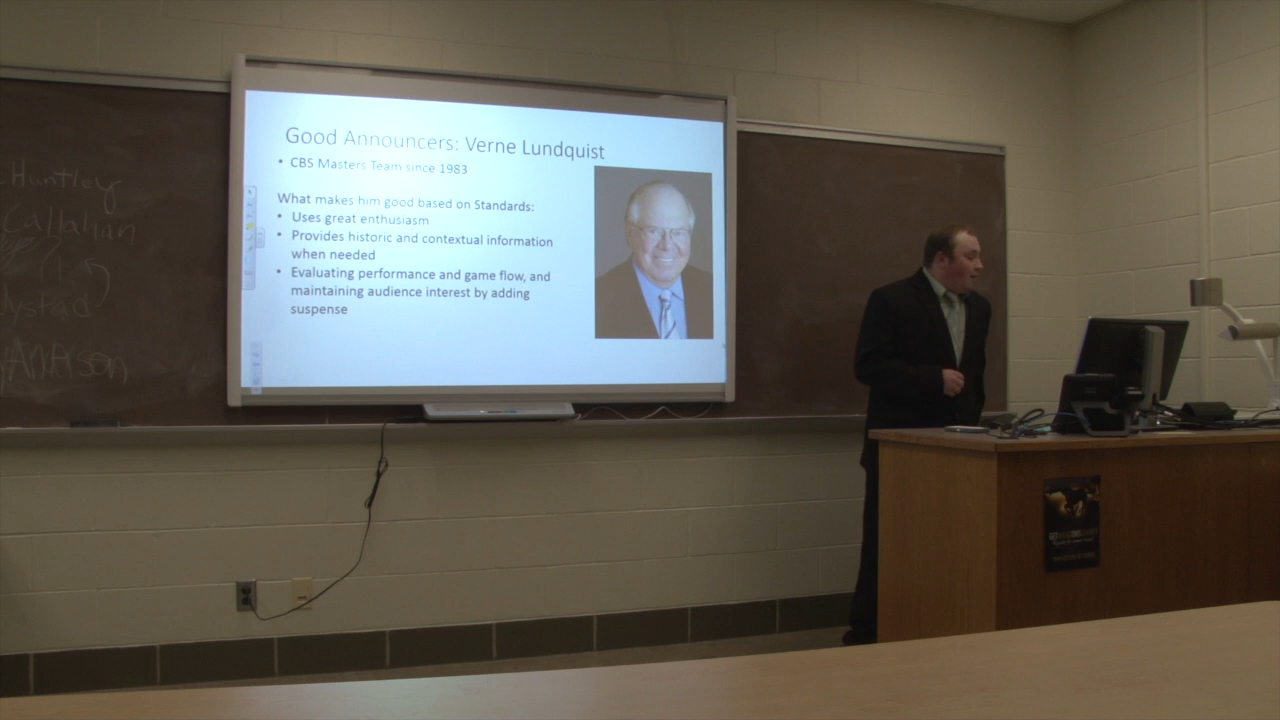 Good Announcers: Verne Lundquist
• CBS Masters Team since 1983
What makes him good based on Standards:
• Uses great enthusiasm
• Provides historic and contextual information
when needed
• Evaluating performance and game flow, and
maintaining audience interest by adding
suspense
Huntley
Callahan